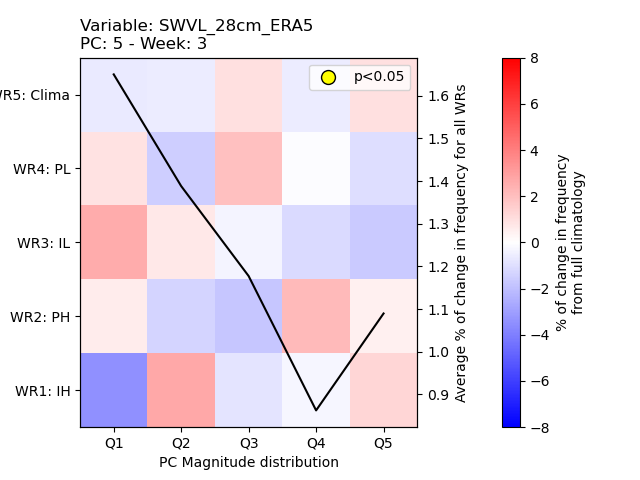 Variable: SWVL_28cm_ERA5
PC: 5 - Week: 3
p<0.05
WR5: Clima
WR4: PL
WR3: IL
WR2: PH
WR1: IH
Q1 Q2 Q3 Q4 Q5
PC Magnitude distribution
1.6
1.5
1.4
1.3
1.2
1.1
1.0
0.9
Average % of change in frequency for all WRs
8
6
4
2
0
−2
−4
−6
−8
% of change in frequency
from full climatology